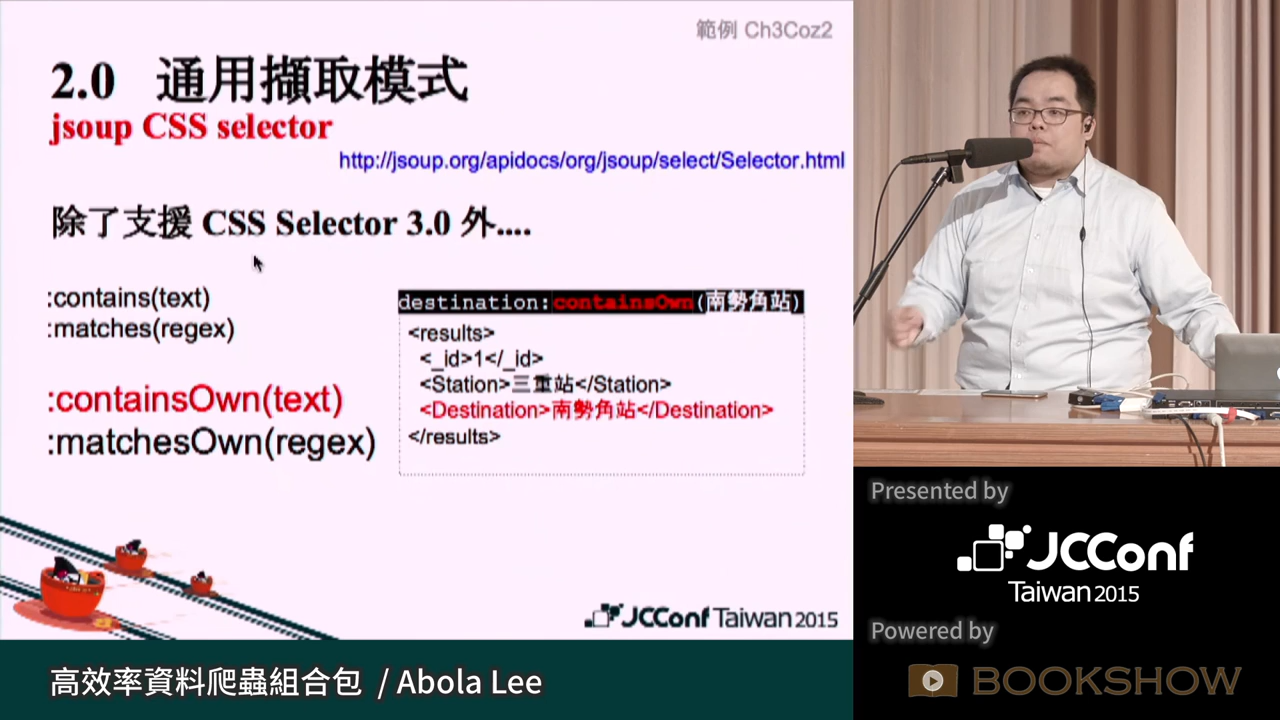 範例 Ch3Coz2
2.0 通用擷取模式
jsoup CSS selector
http://jsoup.org/apidocs/org/jsoup/select/Selector.html
除了支援 CSS Selector 3.0 外....
:contains(text)
:matches(regex)
:containsOwn(text)
:matchesOwn(regex)
destination:containsOwn(南勢角站)
<results>
<_id>1</_id>
<Station>三重站</Station>
<Destination>南勢角站</Destination>
</results>
JCConf Taiwan 2015
高效率資料爬蟲組合包 / Abola Lee
Presented by
JCConf
Taiwan 2015
Powered by
BOOKSHOW